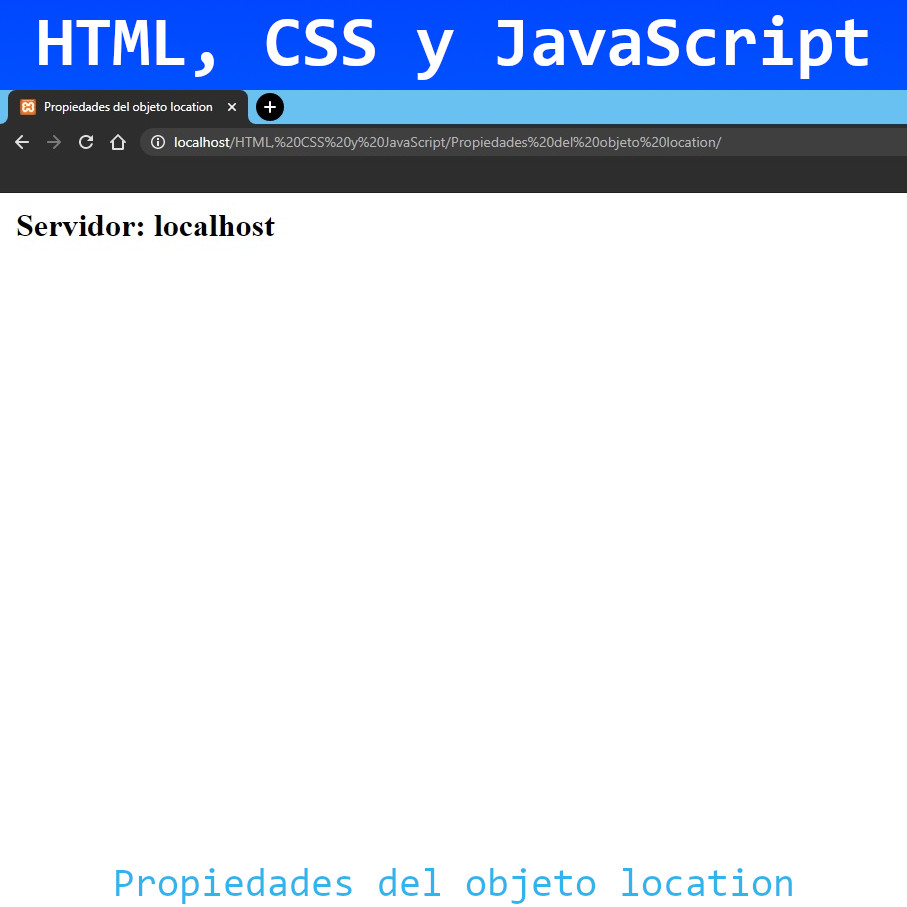 HTML, CSS y JavaScript
Propiedades del objeto location
localhost/HTML,%20CSS%20y%20JavaScript/Propiedades%20del%20objeto%20location/
Servidor: localhost
Propiedades del objeto location